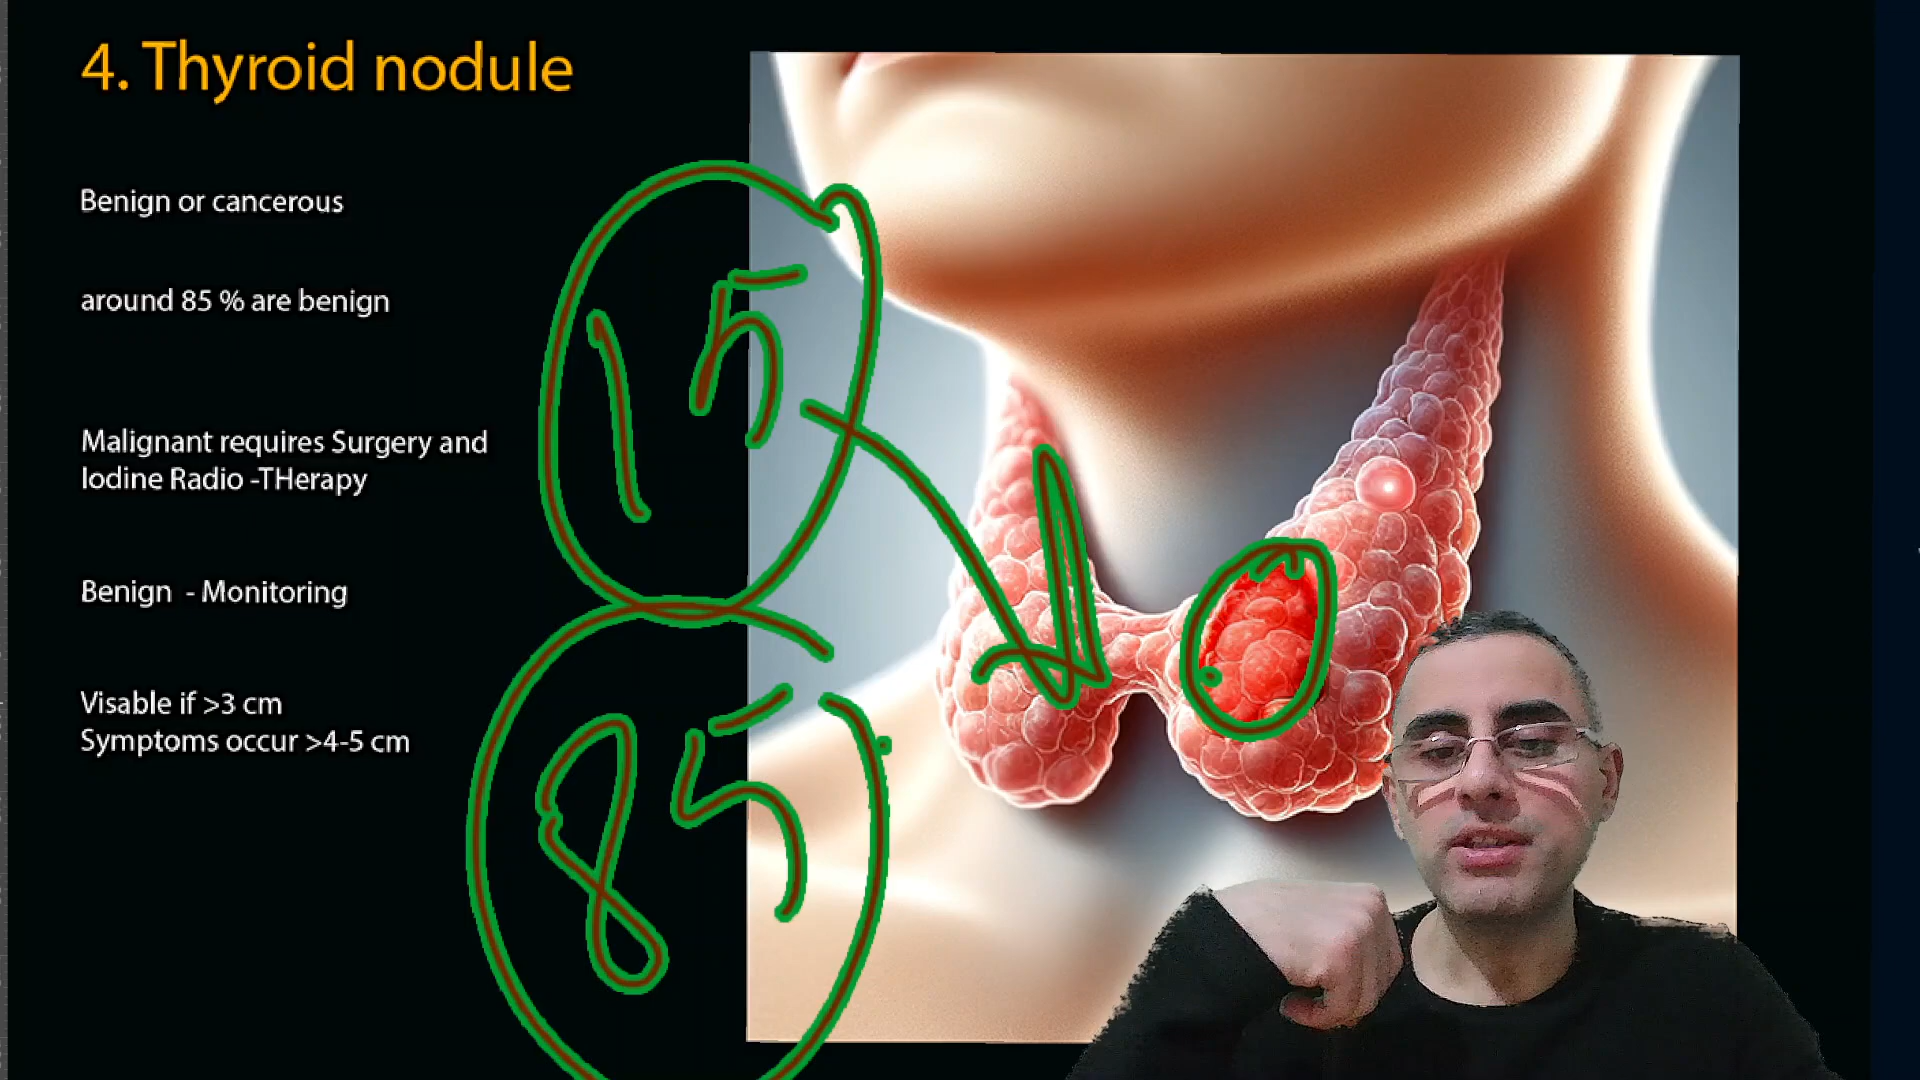 4. Thyroid nodule
Benign or cancerous
around 85 % are benign
Malignant requires Surgery and
Iodine Radio -THerapy
Benign - Monitoring
Visable if >3 cm
Symptoms occur >4-5 cm
15
85